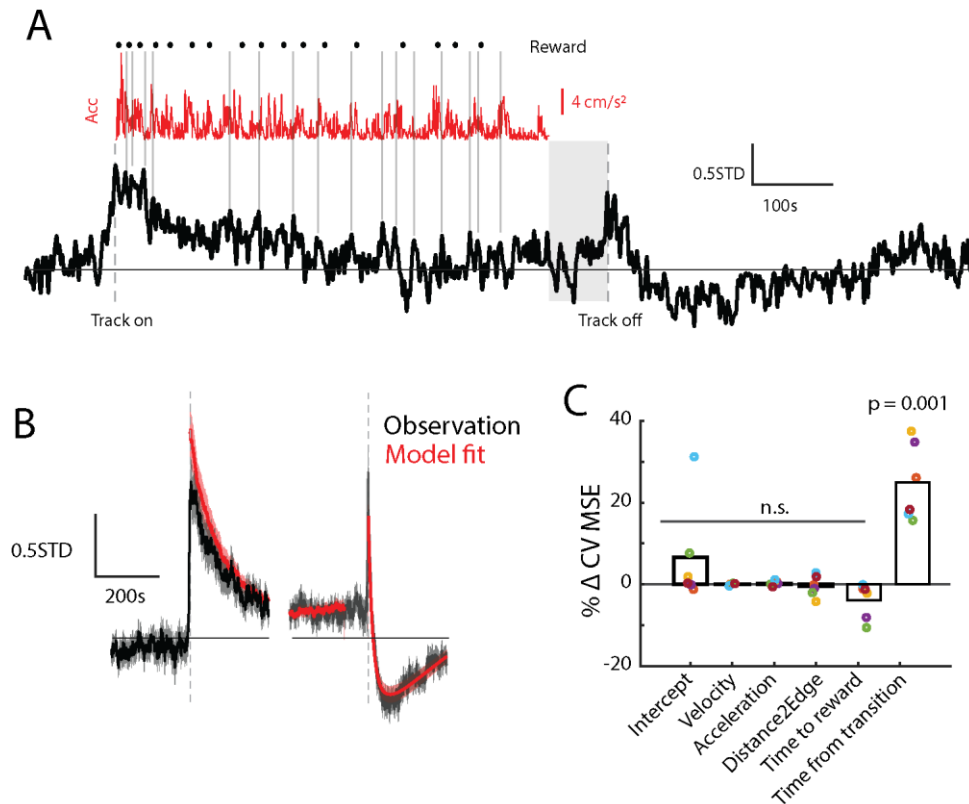 A
Reward
Acc
4 cm/s²
0.5STD
100s
Track on
Track off
B
Observation
Model fit
0.5STD
200s
C
p = 0.001
% Δ CV MSE
40
20
0
-20
n.s.
Intercept
Velocity
Acceleration
Distance2Edge
Time to reward
Time from transition